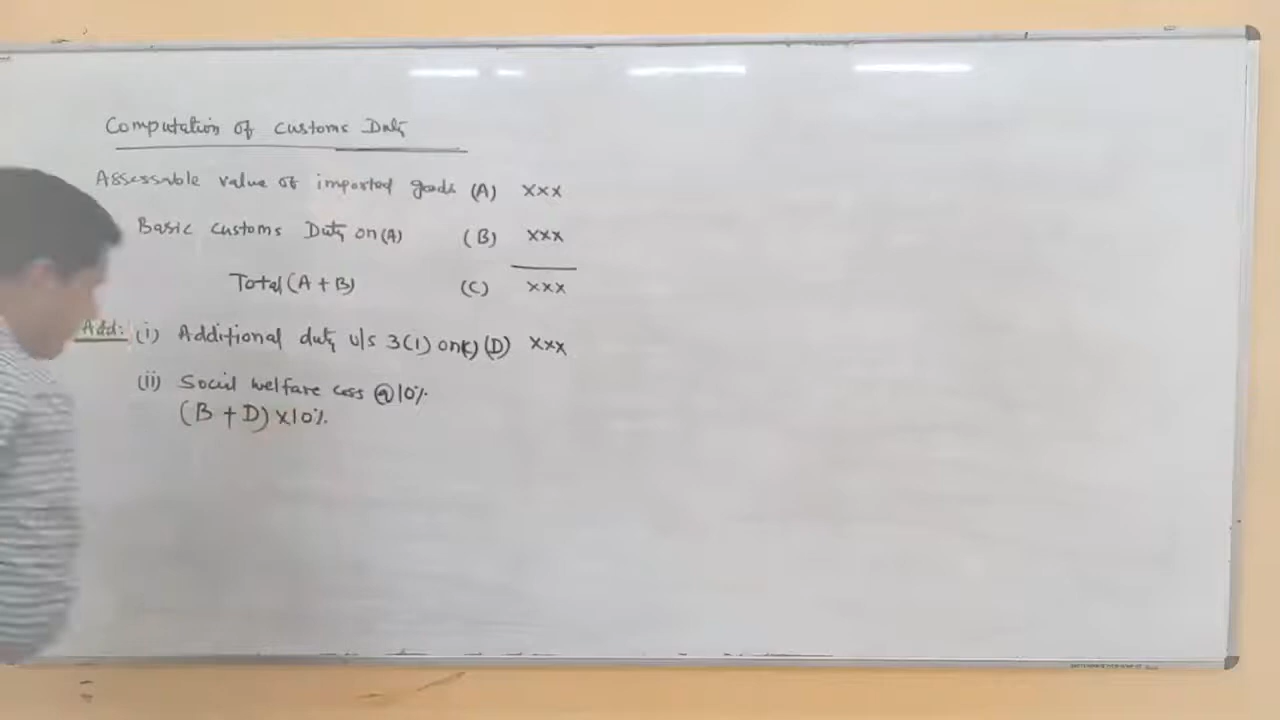 Computation of Customs Duty
Assessable value of imported goods (A) xxx
Basic customs Duty on (A) (B) xxx
Total (A + B) (C) xxx
Add: (i) Additional duty u/s 3(1) on(c) (D) xxx
(ii) Social welfare cess @10%
(B + D) x10%